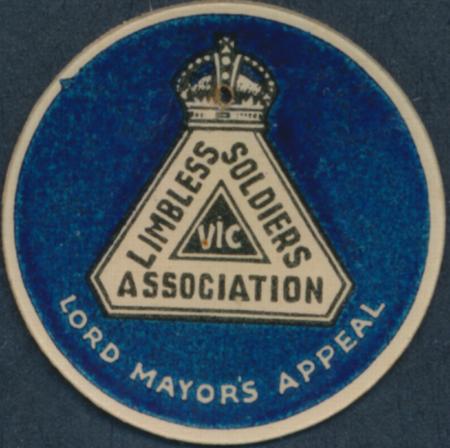 LIMBLESS
SOLDIERS
VIC
ASSOCIATION
LORD MAYOR'S APPEAL